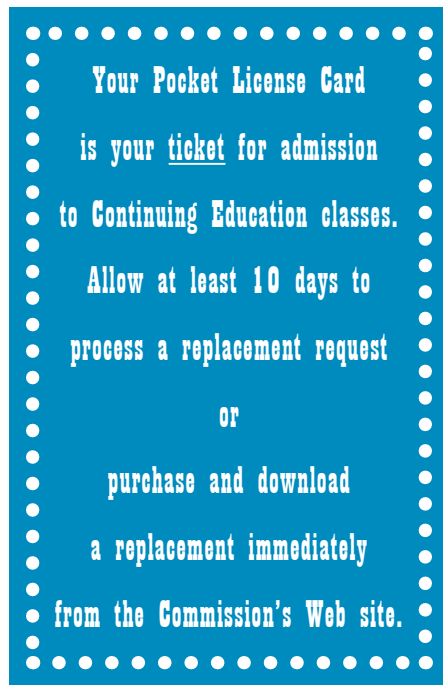 Your Pocket License Card
is your ticket for admission
to Continuing Education classes.
Allow at least 10 days to
process a replacement request
or
purchase and download
a replacement immediately
from the Commission’s Web site.